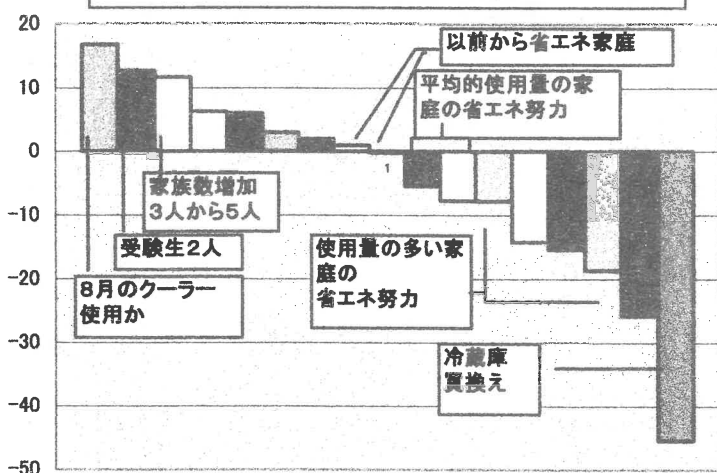 20
10
0
-10
-20
-30
-40
-50
以前から省エネ家庭
平均的使用量の家
庭の省エネ努力
1
家族数増加
3人から5人
受験生2人
8月のクーラー
使用か
使用量の多い家
庭の
省エネ努力
冷蔵庫
買換え